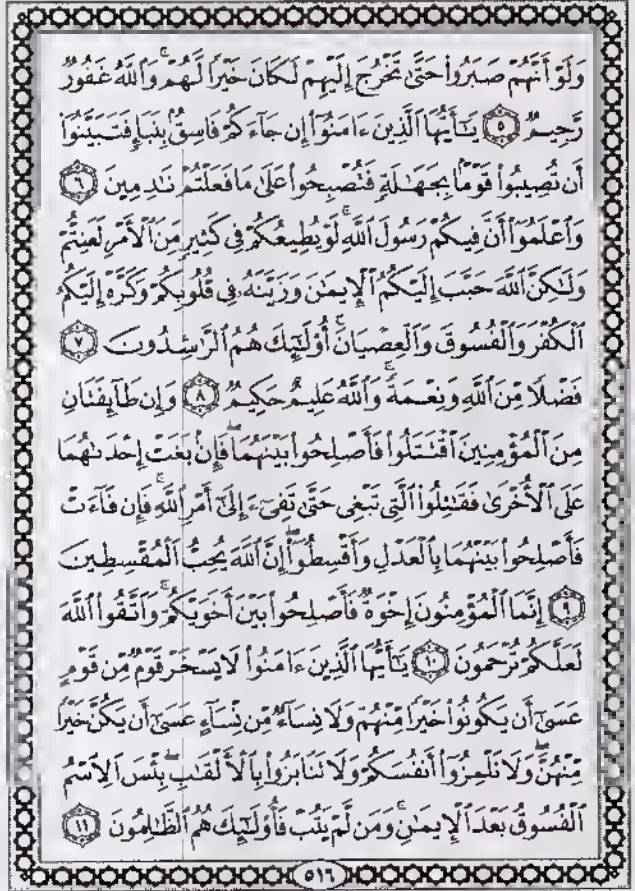 وَلَوْ أَنَّهُمْ صَبَرُوا۟ حَتَّىٰ تَخْرُجَ إِلَيْهِمْ لَكَانَ خَيْرًا لَّهُمْ ۚ وَٱللَّهُ غَفُورٌ
رَّحِيمٌ ٥ يَـٰٓأَيُّهَا ٱلَّذِينَ ءَامَنُوٓا۟ إِن جَآءَكُمْ فَاسِقٌۢ بِنَبَإٍ فَتَبَيَّنُوٓا۟
أَن تُصِيبُوا۟ قَوْمًۢا بِجَهَـٰلَةٍ فَتُصْبِحُوا۟ عَلَىٰ مَا فَعَلْتُمْ نَـٰدِمِينَ ٦
وَٱعْلَمُوٓا۟ أَنَّ فِيكُمْ رَسُولَ ٱللَّهِ ۚ لَوْ يُطِيعُكُمْ فِى كَثِيرٍ مِّنَ ٱلْأَمْرِ لَعَنِتُّمْ
وَلَـٰكِنَّ ٱللَّهَ حَبَّبَ إِلَيْكُمُ ٱلْإِيمَـٰنَ وَزَيَّنَهُۥ فِى قُلُوبِكُمْ وَكَرَّهَ إِلَيْكُمُ
ٱلْكُفْرَ وَٱلْفُسُوقَ وَٱلْعِصْيَانَ ۚ أُو۟لَـٰٓئِكَ هُمُ ٱلرَّٰشِدُونَ ٧
فَضْلًا مِّنَ ٱللَّهِ وَنِعْمَةً ۚ وَٱللَّهُ عَلِيمٌ حَكِيمٌ ٨ وَإِن طَآئِفَتَانِ
مِنَ ٱلْمُؤْمِنِينَ ٱقْتَتَلُوا۟ فَأَصْلِحُوا۟ بَيْنَهُمَا ۖ فَإِنۢ بَغَتْ إِحْدَىٰهُمَا
عَلَى ٱلْأُخْرَىٰ فَقَـٰتِلُوا۟ ٱلَّتِى تَبْغِى حَتَّىٰ تَفِىٓءَ إِلَىٰٓ أَمْرِ ٱللَّهِ ۚ فَإِن فَآءَتْ
فَأَصْلِحُوا۟ بَيْنَهُمَا بِٱلْعَدْلِ وَأَقْسِطُوٓا۟ ۖ إِنَّ ٱللَّهَ يُحِبُّ ٱلْمُقْسِطِينَ
٩ إِنَّمَا ٱلْمُؤْمِنُونَ إِخْوَةٌ فَأَصْلِحُوا۟ بَيْنَ أَخَوَيْكُمْ ۚ وَٱتَّقُوا۟ ٱللَّهَ
لَعَلَّكُمْ تُرْحَمُونَ ١٠ يَـٰٓأَيُّهَا ٱلَّذِينَ ءَامَنُوا۟ لَا يَسْخَرْ قَوْمٌ مِّن قَوْمٍ
عَسَىٰٓ أَن يَكُونُوا۟ خَيْرًا مِّنْهُمْ وَلَا نِسَآءٌ مِّن نِّسَآءٍ عَسَىٰٓ أَن يَكُنَّ خَيْرًا
مِّنْهُنَّ ۖ وَلَا تَلْمِزُوٓا۟ أَنفُسَكُمْ وَلَا تَنَابَزُوا۟ بِٱلْأَلْقَـٰبِ ۖ بِئْسَ ٱلِٱسْمُ
ٱلْفُسُوقُ بَعْدَ ٱلْإِيمَـٰنِ ۚ وَمَن لَّمْ يَتُبْ فَأُو۟لَـٰٓئِكَ هُمُ ٱلظَّـٰلِمُونَ ١١
٥١٦